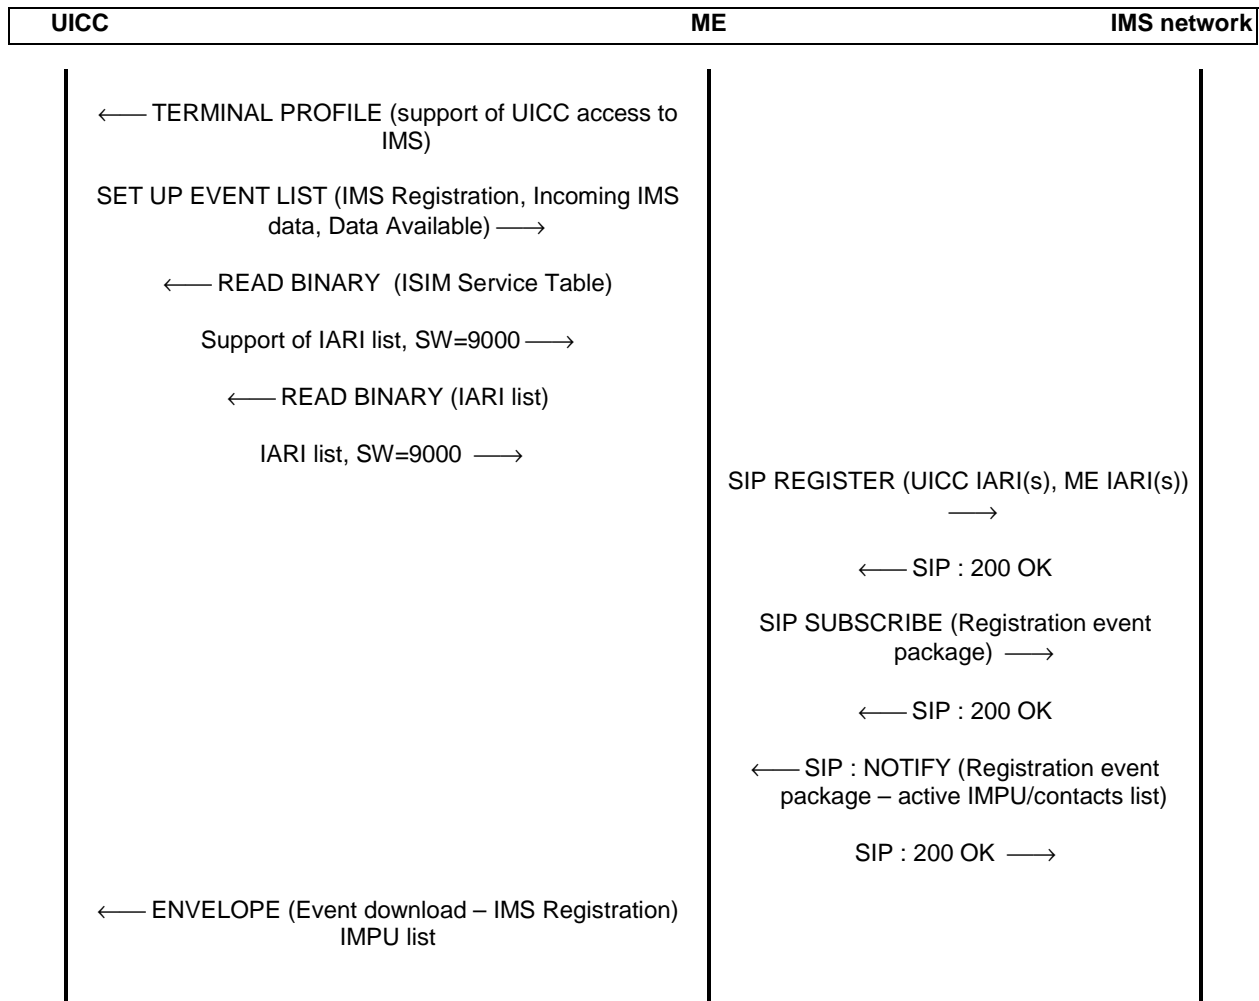 UICC ME IMS network
←── TERMINAL PROFILE (support of UICC access to
IMS)
SET UP EVENT LIST (IMS Registration, Incoming IMS
data, Data Available) ──→
←── READ BINARY (ISIM Service Table)
Support of IARI list, SW=9000 ──→
←── READ BINARY (IARI list)
IARI list, SW=9000 ──→
SIP REGISTER (UICC IARI(s), ME IARI(s))
──→
←── SIP : 200 OK
SIP SUBSCRIBE (Registration event
package) ──→
←── SIP : 200 OK
←── SIP : NOTIFY (Registration event
package – active IMPU/contacts list)
SIP : 200 OK ──→
←── ENVELOPE (Event download – IMS Registration)
IMPU list